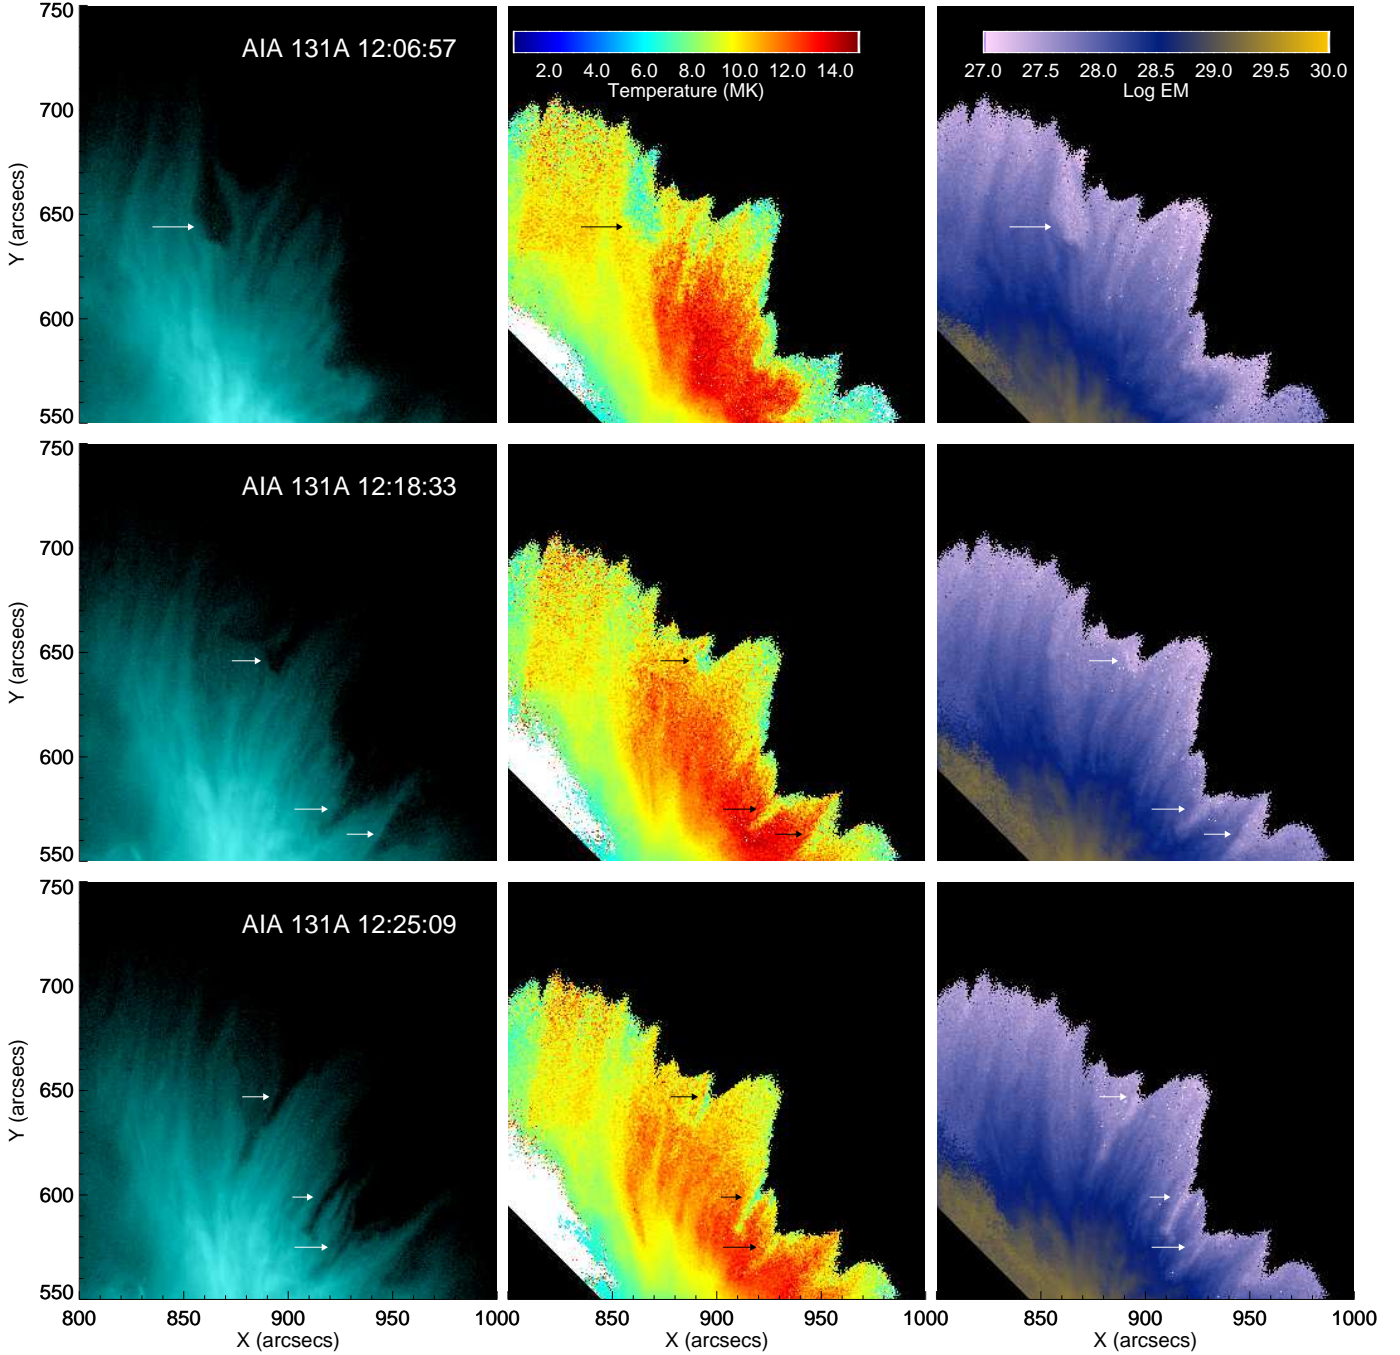 750
700
650
600
550
Y (arcsecs)
AIA 131A 12:06:57
2.0 4.0 6.0 8.0 10.0 12.0 14.0
Temperature (MK)
27.0 27.5 28.0 28.5 29.0 29.5 30.0
Log EM
750
700
650
600
550
Y (arcsecs)
AIA 131A 12:18:33
750
700
650
600
550
Y (arcsecs)
AIA 131A 12:25:09
800 850 900 950 1000
X (arcsecs)
850 900 950
X (arcsecs)
850 900 950 1000
X (arcsecs)